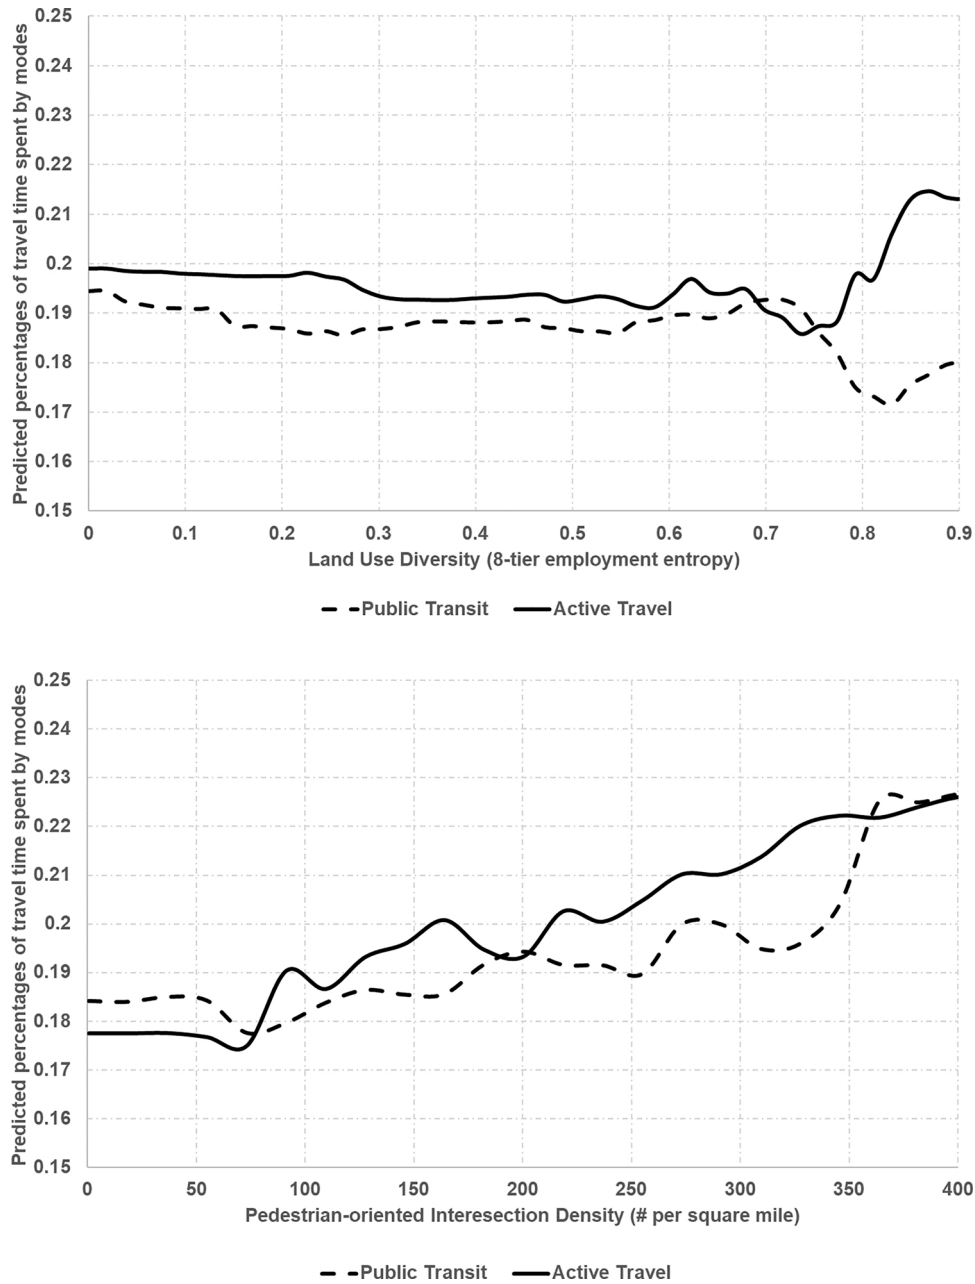 Predicted percentages of travel time spent by modes
0.25
0.24
0.23
0.22
0.21
0.2
0.19
0.18
0.17
0.16
0.15
0 0.1 0.2 0.3 0.4 0.5 0.6 0.7 0.8 0.9
Land Use Diversity (8-tier employment entropy)
Public Transit Active Travel
Predicted percentages of travel time spent by modes
0.25
0.24
0.23
0.22
0.21
0.2
0.19
0.18
0.17
0.16
0.15
0 50 100 150 200 250 300 350 400
Pedestrian-oriented Interesection Density (# per square mile)
Public Transit Active Travel